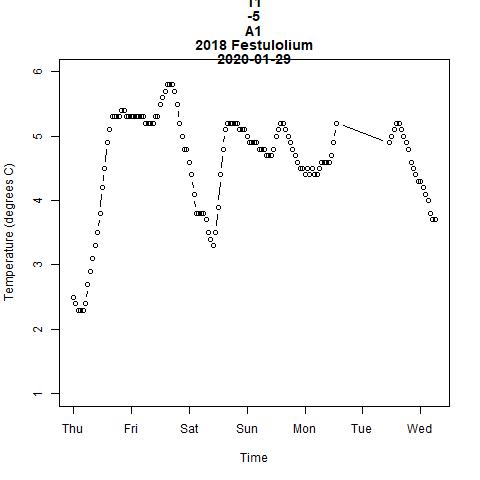 T1
-5
A1
2018 Festulolium
2020-01-29
6
5
4
3
2
1
Temperature (degrees C)
Thu Fri Sat Sun Mon Tue Wed
Time